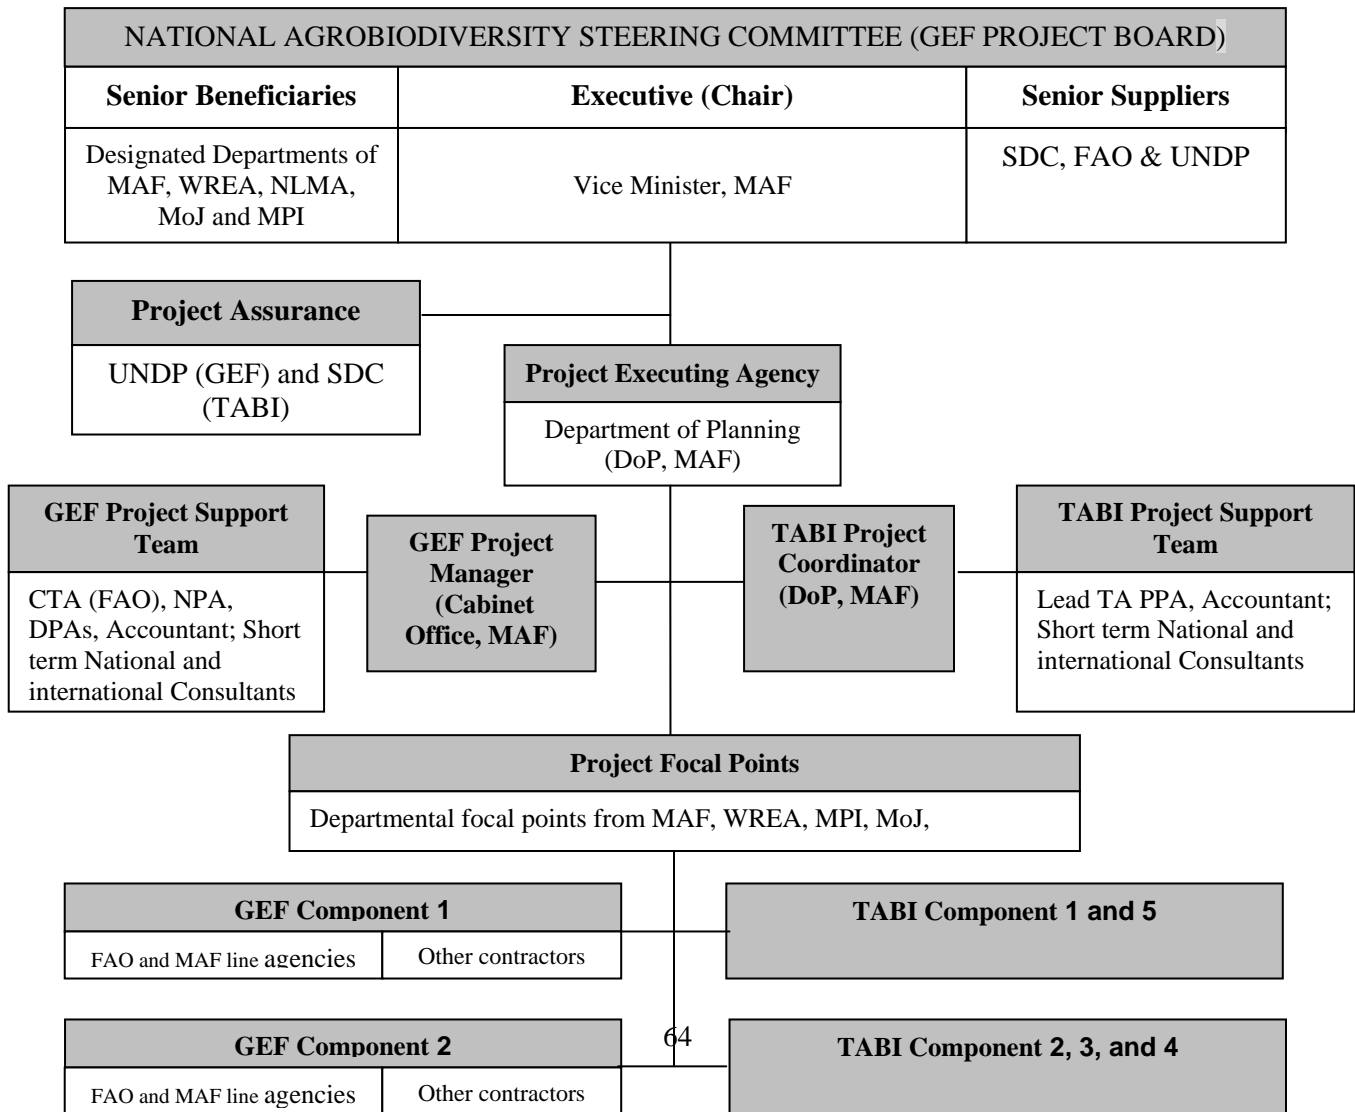 NATIONAL AGROBIODIVERSITY STEERING COMMITTEE (GEF PROJECT BOARD)
Senior Beneficiaries
Executive (Chair)
Senior Suppliers
Designated Departments of
MAF, WREA, NLMA,
MoJ and MPI
Vice Minister, MAF
SDC, FAO & UNDP
Project Assurance
UNDP (GEF) and SDC
(TABI)
Project Executing Agency
Department of Planning
(DoP, MAF)
GEF Project Support
Team
CTA (FAO), NPA,
DPAs, Accountant; Short
term National and
international Consultants
GEF Project
Manager
(Cabinet
Office, MAF)
TABI Project
Coordinator
(DoP, MAF)
TABI Project Support
Team
Lead TA PPA, Accountant;
Short term National and
international Consultants
Project Focal Points
Departmental focal points from MAF, WREA, MPI, MoJ,
GEF Component 1
FAO and MAF line agencies
Other contractors
TABI Component 1 and 5
GEF Component 2
FAO and MAF line agencies
Other contractors
64
TABI Component 2, 3, and 4